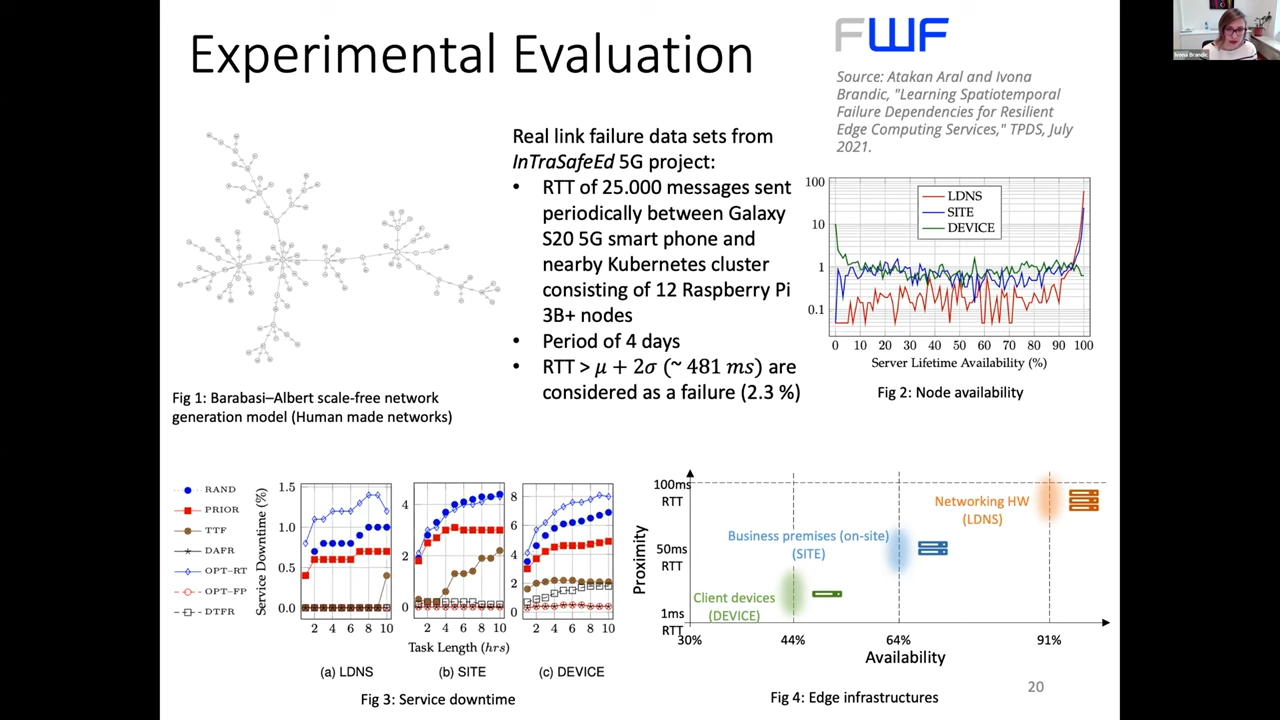 Experimental Evaluation
FWF
Ivona Brandic
Source: Atakan Aral and Ivona
Brandic, "Learning Spatiotemporal
Failure Dependencies for Resilient
Edge Computing Services," TPDS, July
2021.
Real link failure data sets from
InTraSafeEd 5G project:
• RTT of 25.000 messages sent
periodically between Galaxy
S20 5G smart phone and
nearby Kubernetes cluster
consisting of 12 Raspberry Pi
3B+ nodes
• Period of 4 days
• RTT > μ + 2σ (~ 481 ms) are
considered as a failure (2.3 %)
Fig 1: Barabasi–Albert scale-free network
generation model (Human made networks)
100
10
1
0.1
LDNS
SITE
DEVICE
0 10 20 30 40 50 60 70 80 90 100
Server Lifetime Availability (%)
Fig 2: Node availability
RAND
PRIOR
TTF
DAFR
OPT–RT
OPT–FP
DTFR
Service Downtime (%)
1.5
1.0
0.5
0.0
2 4 6 8 10
4
2
0
2 4 6 8 10
8
6
4
2
0
2 4 6 8 10
Task Length (hrs)
(a) LDNS
(b) SITE
(c) DEVICE
Fig 3: Service downtime
Proximity
100ms
RTT
50ms
RTT
1ms
RTT
Networking HW
(LDNS)
Business premises (on-site)
(SITE)
Client devices
(DEVICE)
30% 44% 64% 91%
Availability
Fig 4: Edge infrastructures
20